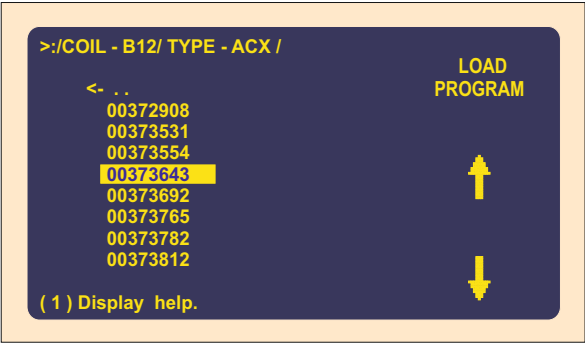 >:/COIL - B12/ TYPE - ACX /
LOAD
PROGRAM
<- . .
00372908
00373531
00373554
00373643
00373692
00373765
00373782
00373812
( 1 ) Display help.